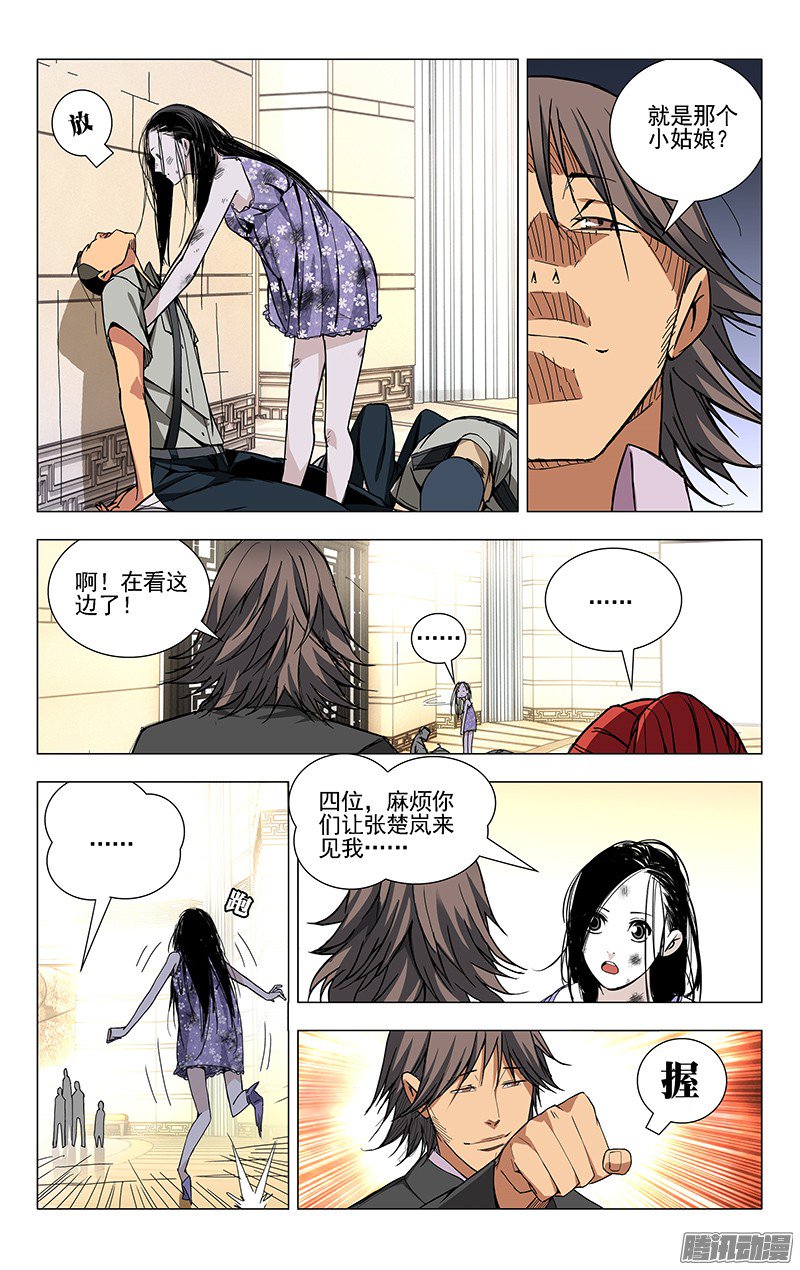 放
就是那个
小姑娘？
啊！在看这
边了！
……
……
……
跑
四位，麻烦你
们让张楚岚来
见我……
握
腾讯动漫